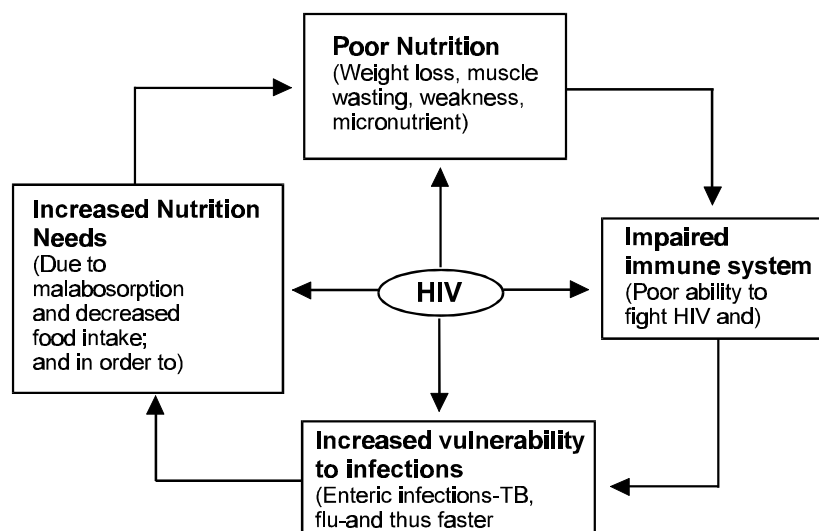 Poor Nutrition
(Weight loss, muscle
wasting, weakness,
micronutrient)
Increased Nutrition
Needs
(Due to
malabosorption
and decreased
food intake;
and in order to)
HIV
Impaired
immune system
(Poor ability to
fight HIV and)
Increased vulnerability
to infections
(Enteric infections-TB,
flu-and thus faster